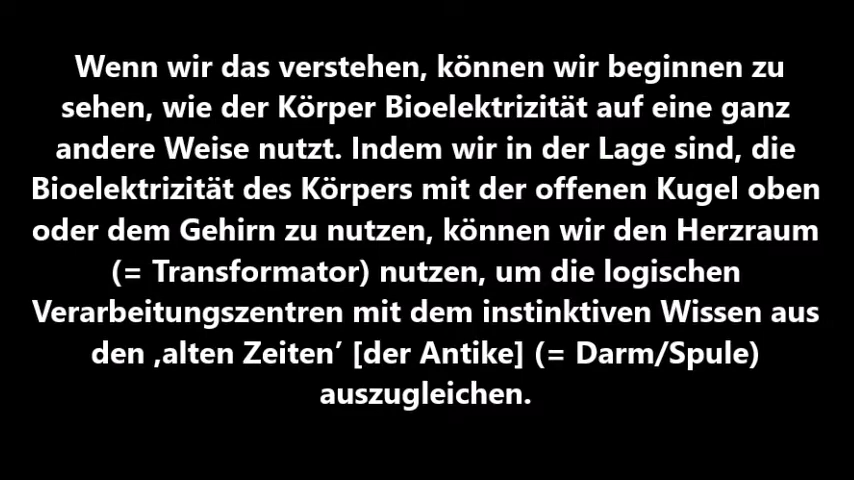 Wenn wir das verstehen, können wir beginnen zu
sehen, wie der Körper Bioelektrizität auf eine ganz
andere Weise nutzt. Indem wir in der Lage sind, die
Bioelektrizität des Körpers mit der offenen Kugel oben
oder dem Gehirn zu nutzen, können wir den Herzraum
(= Transformator) nutzen, um die logischen
Verarbeitungszentren mit dem instinktiven Wissen aus
den ‚alten Zeiten’ [der Antike] (= Darm/Spule)
auszugleichen.